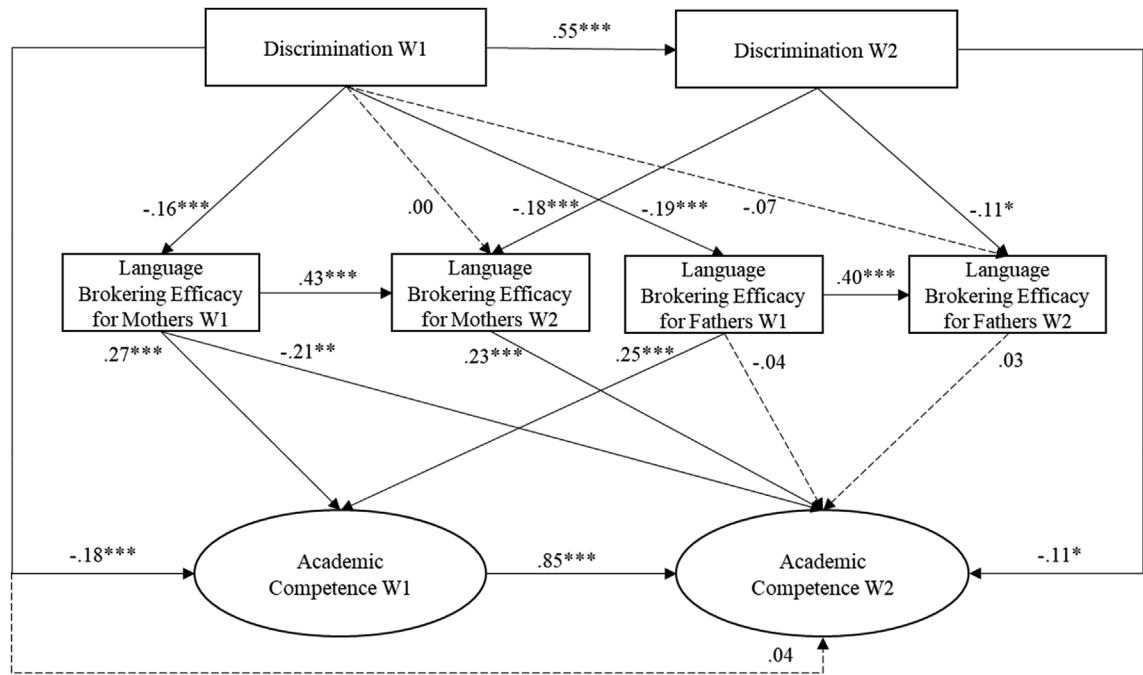 Discrimination W1
.55***
Discrimination W2
-.16***
.00
-.18***
-.19***
-.07
-.11*
Language
Brokering Efficacy
for Mothers W1
.43***
Language
Brokering Efficacy
for Mothers W2
Language
Brokering Efficacy
for Fathers W1
.40***
Language
Brokering Efficacy
for Fathers W2
.27***
-.21**
.23***
.25***
-.04
.03
-.18***
Academic
Competence W1
.85***
Academic
Competence W2
-.11*
.04